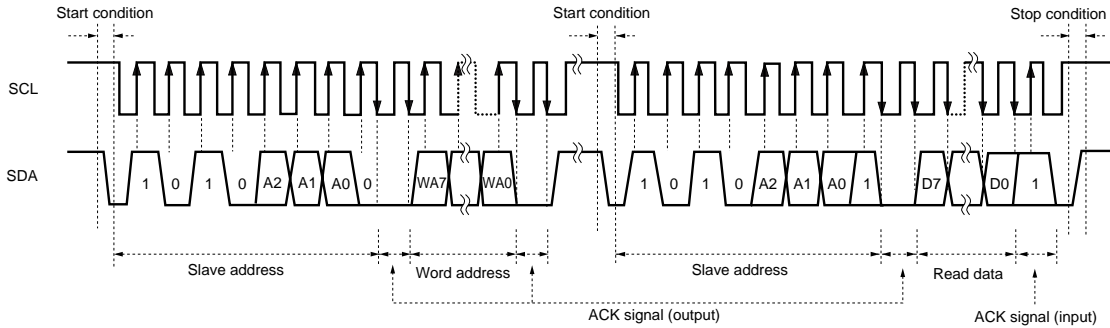 Start condition Start condition Stop condition
SCL
SDA
1 0 1 0 A2 A1 A0 0 WA7 WA0 1 0 1 0 A2 A1 A0 1 D7 D0 1
Slave address Word address Slave address Read data
ACK signal (output) ACK signal (input)